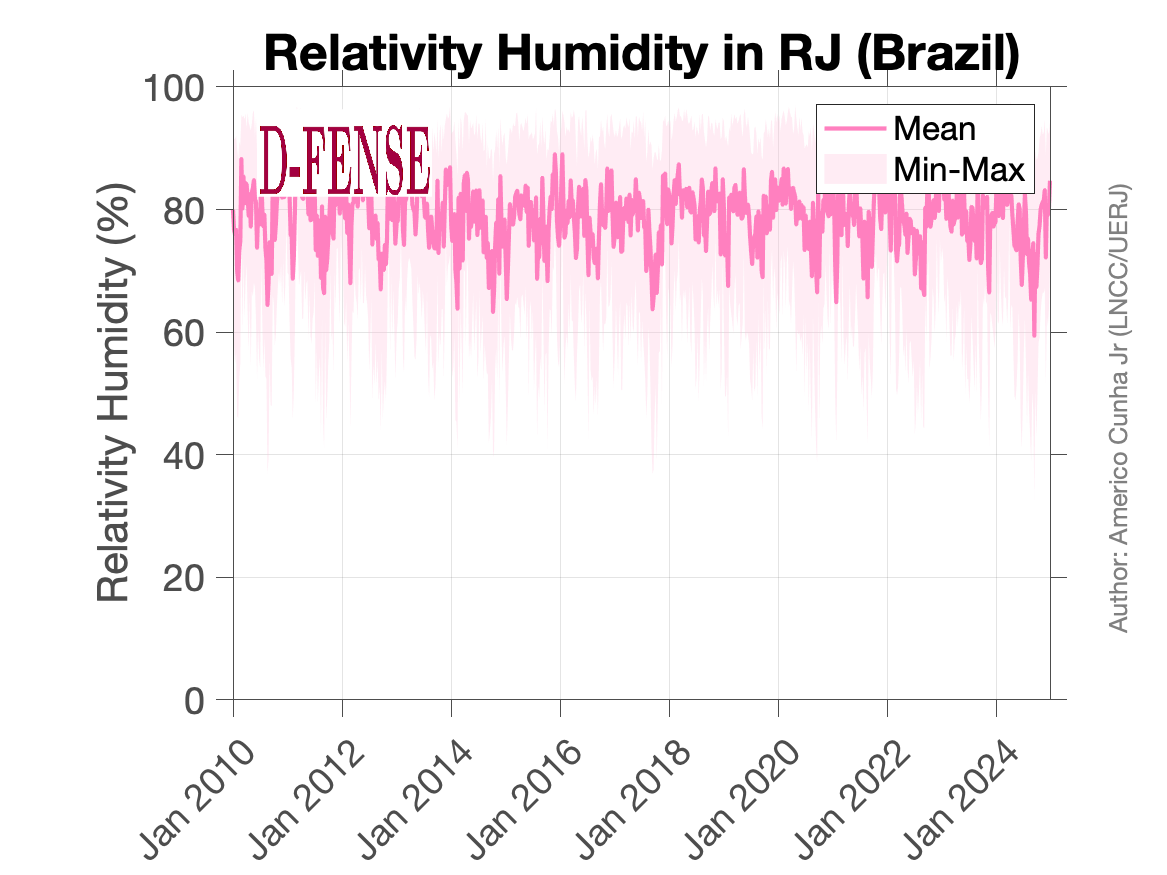 Relativity Humidity in RJ (Brazil)
D-FENSE
Mean
Min-Max
Relativity Humidity (%)
100
80
60
40
20
0
Jan 2010
Jan 2012
Jan 2014
Jan 2016
Jan 2018
Jan 2020
Jan 2022
Jan 2024
Author: Americo Cunha Jr (LNCC/UERJ)